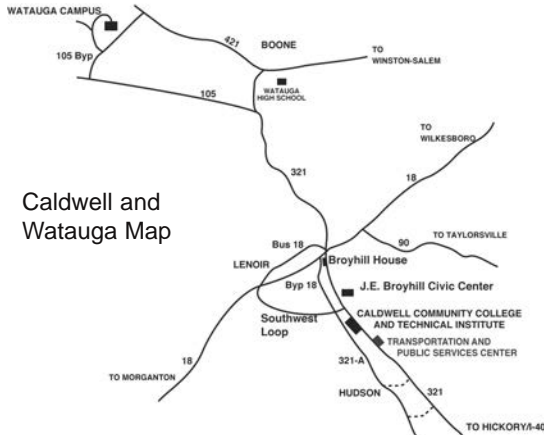 WATAUGA CAMPUS
421
BOONE
TO
WINSTON-SALEM
105 Byp
WATAUGA
HIGH SCHOOL
105
TO
WILKESBORO
321
18
Caldwell and
Watauga Map
TO TAYLORSVILLE
90
Bus 18
Broyhill House
LENOIR
Byp 18
J.E. Broyhill Civic Center
Southwest
Loop
CALDWELL COMMUNITY COLLEGE
AND TECHNICAL INSTITUTE
TRANSPORTATION AND
PUBLIC SERVICES CENTER
18
321-A
TO MORGANTON
HUDSON
321
TO HICKORY/I-40